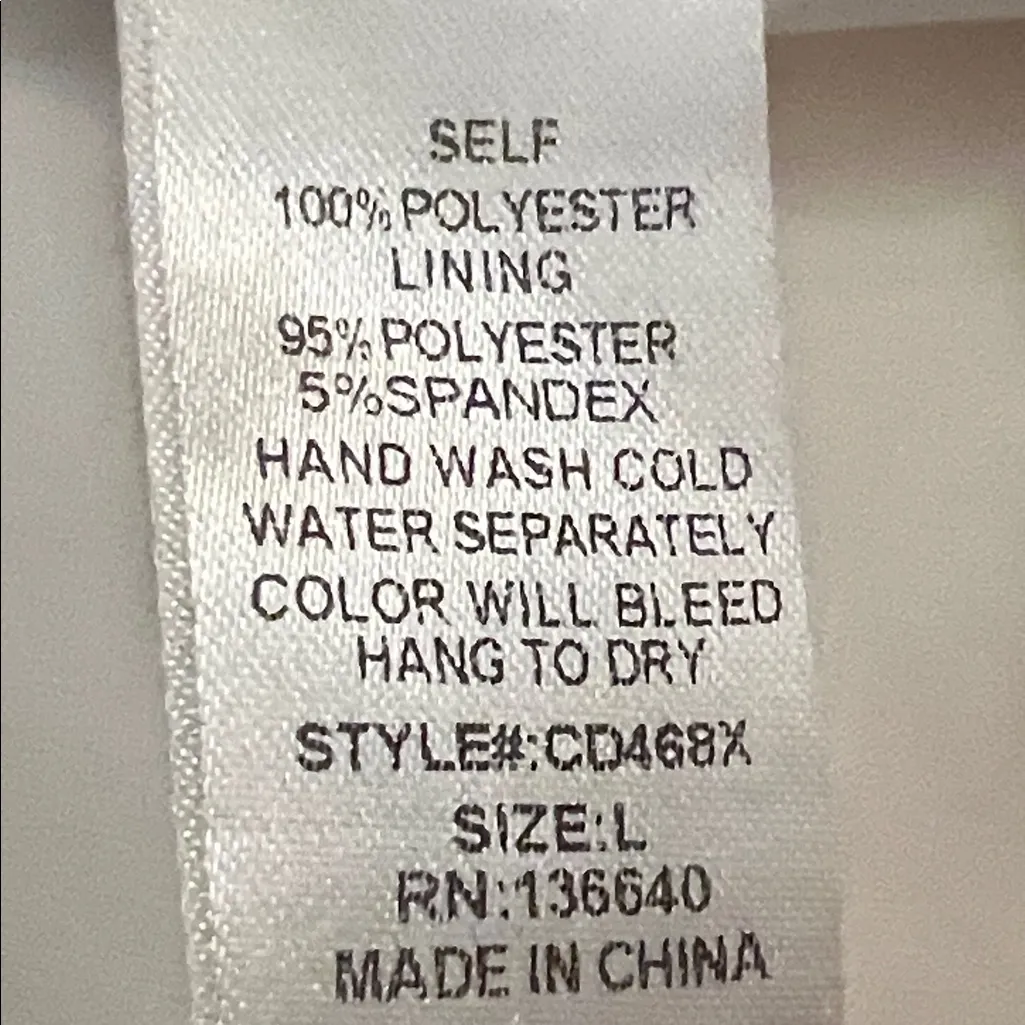 SELF
100% POLYESTER
LINING
95% POLYESTER
5%SPANDEX
HAND WASH COLD
WATER SEPARATELY
COLOR WILL BLEED
HANG TO DRY
STYLE#:CD468X
SIZE:L
RN:136640
MADE IN CHINA